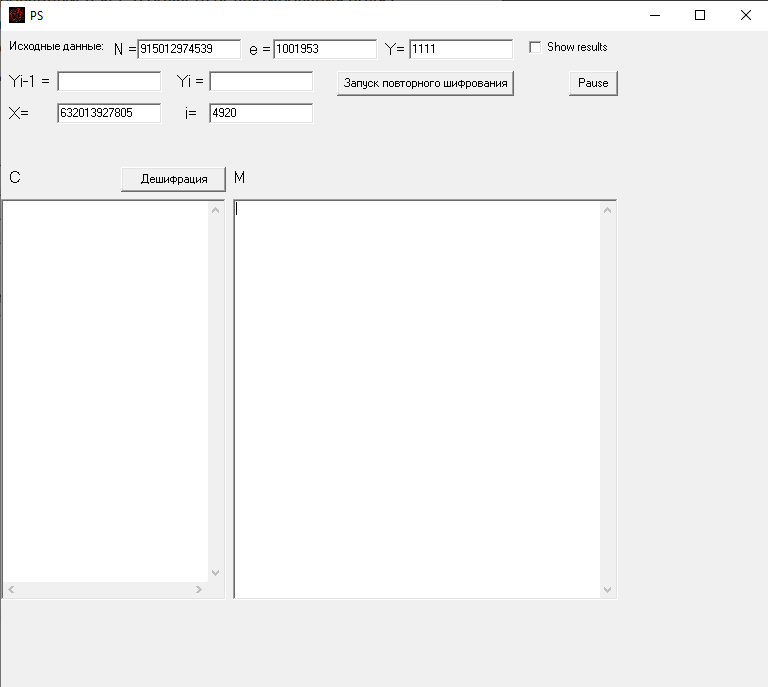 PS
Исходные данные: N = 915012974539 e = 1001953 Y= 1111 Show results
Yi-1 = Yi = Запуск повторного шифрования Pause
X= 632013927805 i= 4920
C Дешифрация M